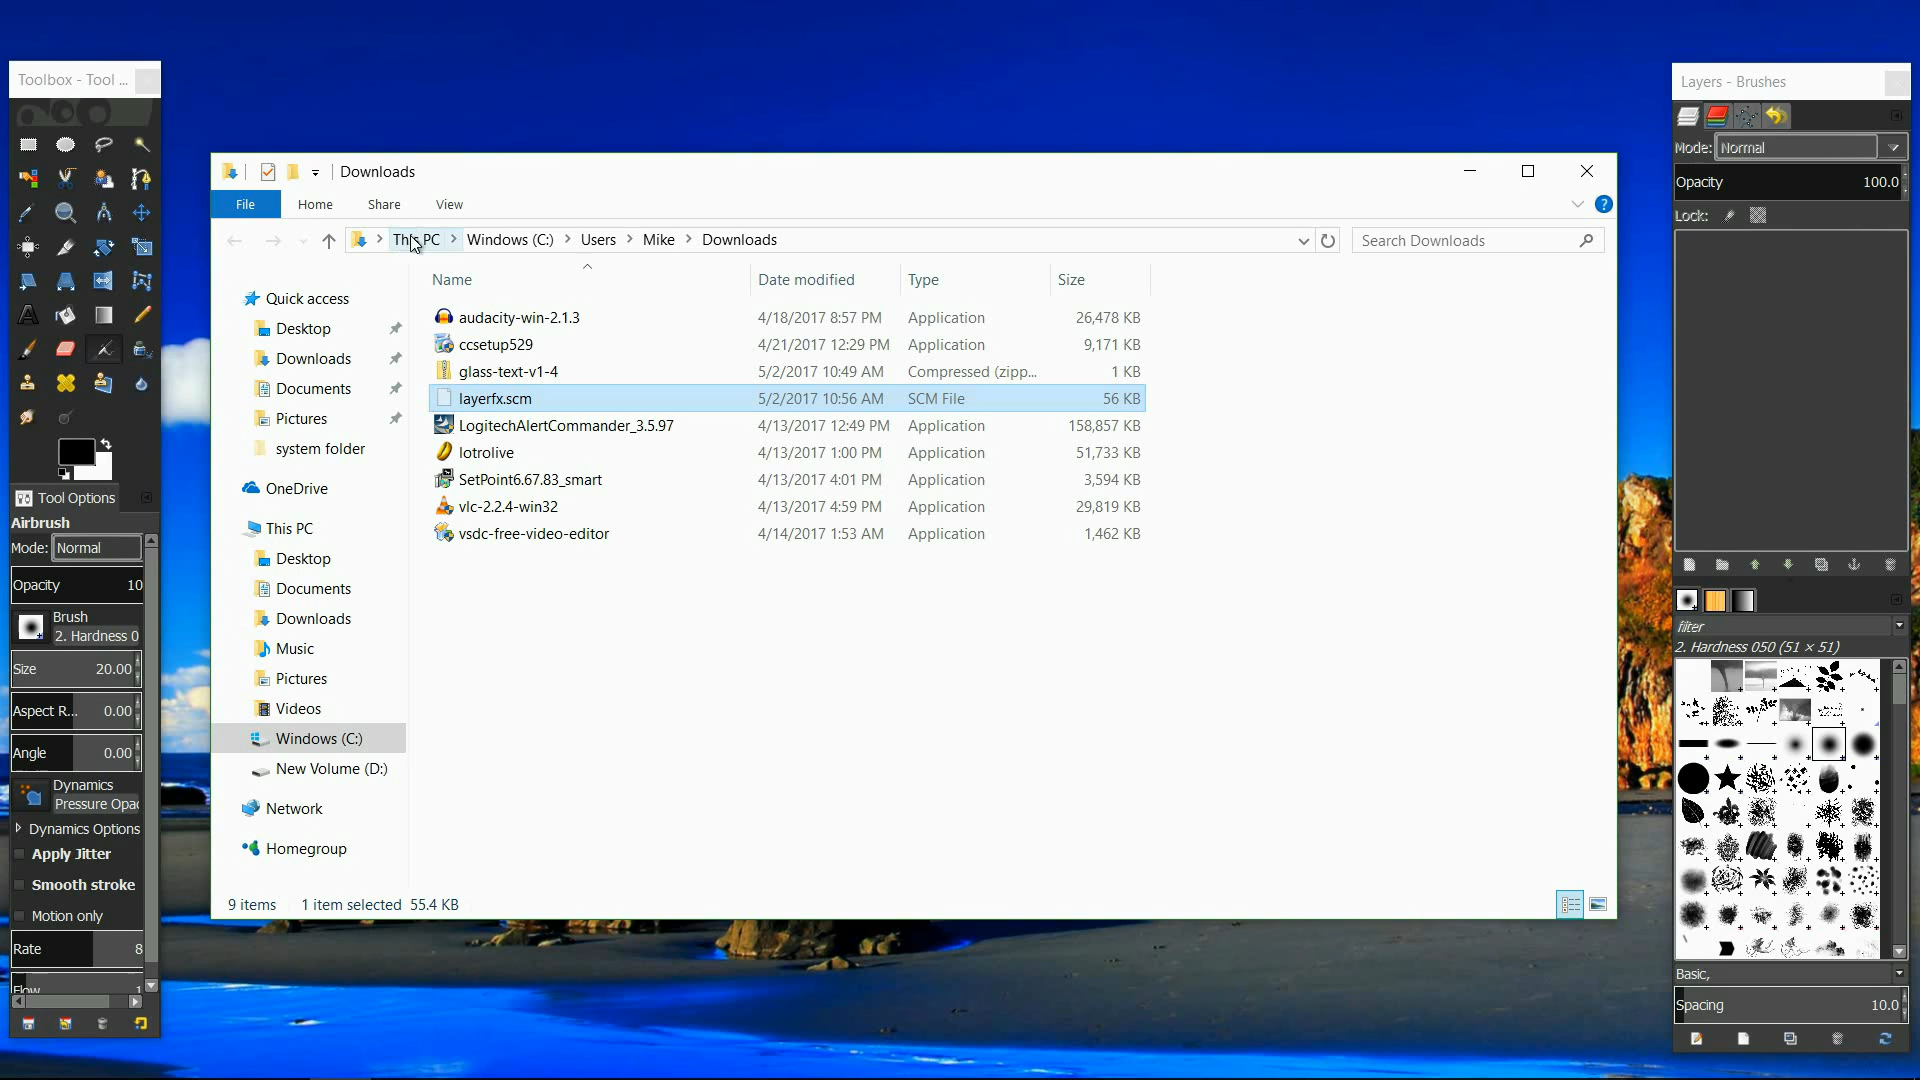 Toolbox - Tool ...
Tool Options
Airbrush
Mode: Normal
Opacity 10
Brush
2. Hardness 0
Size 20.00
Aspect R... 0.00
Angle 0.00
Dynamics
Pressure Opac
Dynamics Options
Apply Jitter
Smooth stroke
Motion only
Rate 8
Flow 1
Downloads
File Home Share View
This PC Windows (C:) Users Mike Downloads
Search Downloads
Quick access
Desktop
Downloads
Documents
Pictures
system folder
OneDrive
This PC
Desktop
Documents
Downloads
Music
Pictures
Videos
Windows (C:)
New Volume (D:)
Network
Homegroup
Name Date modified Type Size
audacity-win-2.1.3 4/18/2017 8:57 PM Application 26,478 KB
ccsetup529 4/21/2017 12:29 PM Application 9,171 KB
glass-text-v1-4 5/2/2017 10:49 AM Compressed (zipp... 1 KB
layerfx.scm 5/2/2017 10:56 AM SCM File 56 KB
LogitechAlertCommander_3.5.97 4/13/2017 12:49 PM Application 158,857 KB
lotrolive 4/13/2017 1:00 PM Application 51,733 KB
SetPoint6.67.83_smart 4/13/2017 4:01 PM Application 3,594 KB
vlc-2.2.4-win32 4/13/2017 4:59 PM Application 29,819 KB
vsdc-free-video-editor 4/14/2017 1:53 AM Application 1,462 KB
9 items 1 item selected 55.4 KB
Layers - Brushes
Mode: Normal
Opacity 100.0
Lock:
filter
2. Hardness 050 (51 × 51)
Basic,
Spacing 10.0